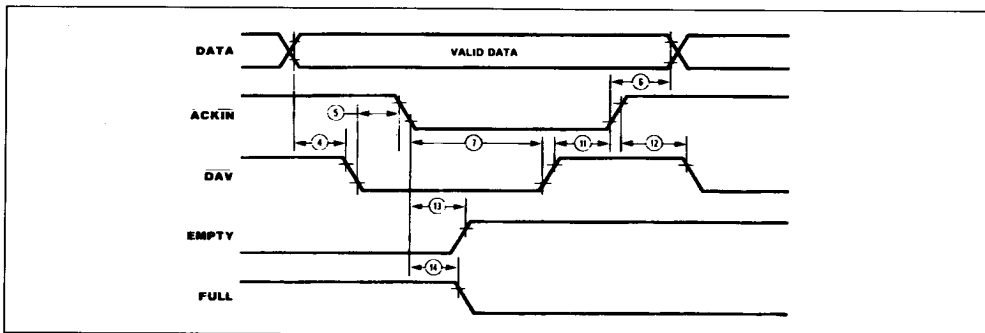 DATA
VALID DATA
6
ACKIN
5
4
7
11
12
DAV
13
EMPTY
14
FULL